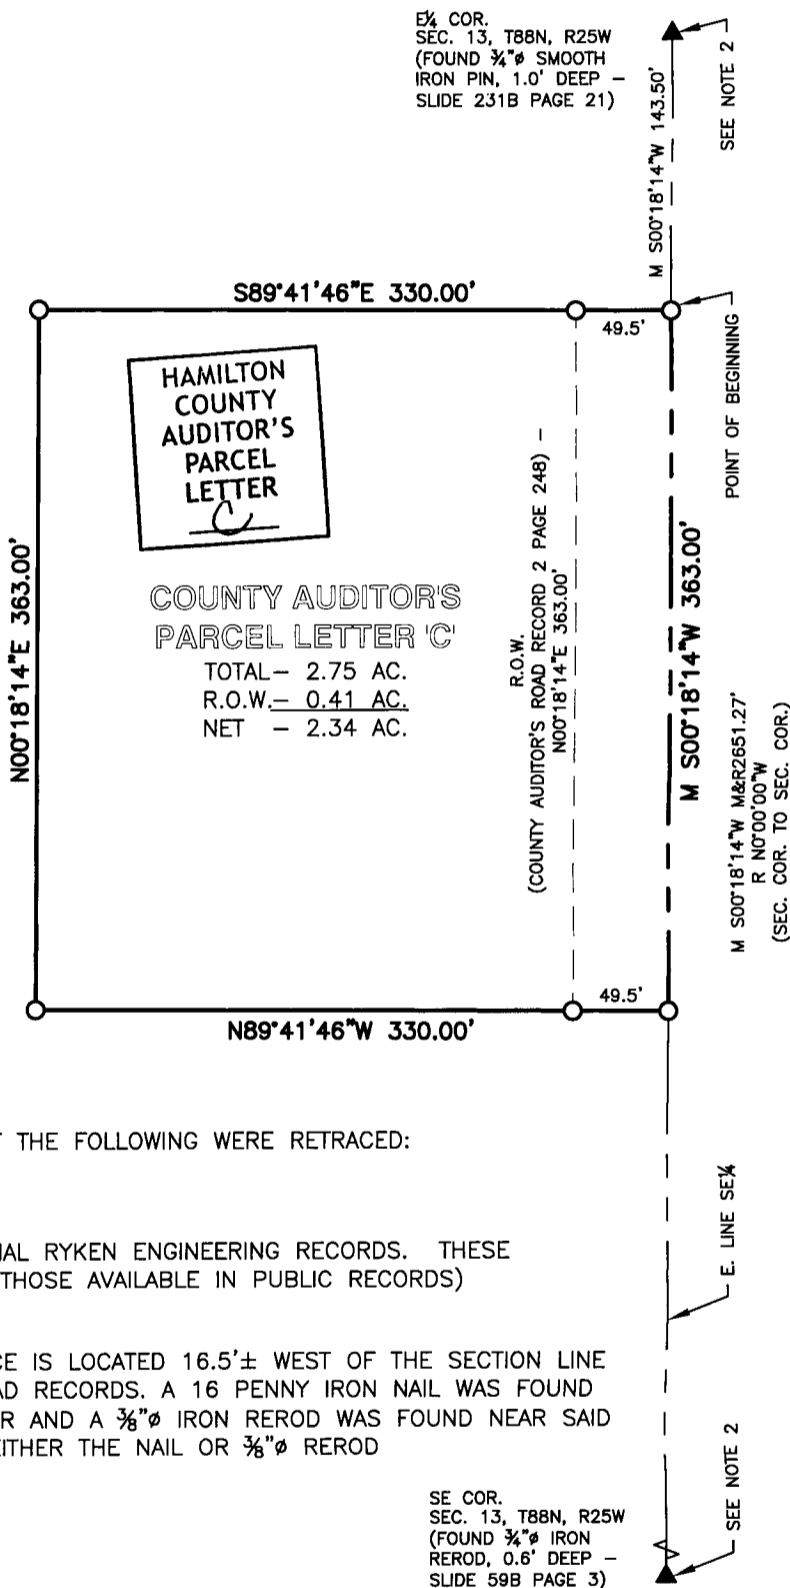 E¼ COR.
SEC. 13, T88N, R25W
(FOUND ¾"ø SMOOTH
IRON PIN, 1.0' DEEP –
SLIDE 231B PAGE 21)
M S00°18'14"W 143.50'
SEE NOTE 2
S89°41'46"E 330.00'
49.5'
POINT OF BEGINNING
HAMILTON
COUNTY
AUDITOR'S
PARCEL
LETTER
C
N00°18'14"E 363.00'
COUNTY AUDITOR'S
PARCEL LETTER 'C'
TOTAL– 2.75 AC.
R.O.W.– 0.41 AC.
NET – 2.34 AC.
R.O.W.
(COUNTY AUDITOR'S ROAD RECORD 2 PAGE 248) –
N00°18'14"E 363.00'
M S00°18'14"W 363.00'
M S00°18'14"W M&R2651.27'
R N0°00'00"W
(SEC. COR. TO SEC. COR.)
49.5'
N89°41'46"W 330.00'
THE FOLLOWING WERE RETRACED:
RYKEN ENGINEERING RECORDS. THESE
THOSE AVAILABLE IN PUBLIC RECORDS)
IS LOCATED 16.5'± WEST OF THE SECTION LINE
RECORDS. A 16 PENNY IRON NAIL WAS FOUND
AND A ⅜"ø IRON REROD WAS FOUND NEAR SAID
EITHER THE NAIL OR ⅜"ø REROD
E. LINE SE¼
SE COR.
SEC. 13, T88N, R25W
(FOUND ¾"ø IRON
REROD, 0.6' DEEP –
SLIDE 59B PAGE 3)
SEE NOTE 2